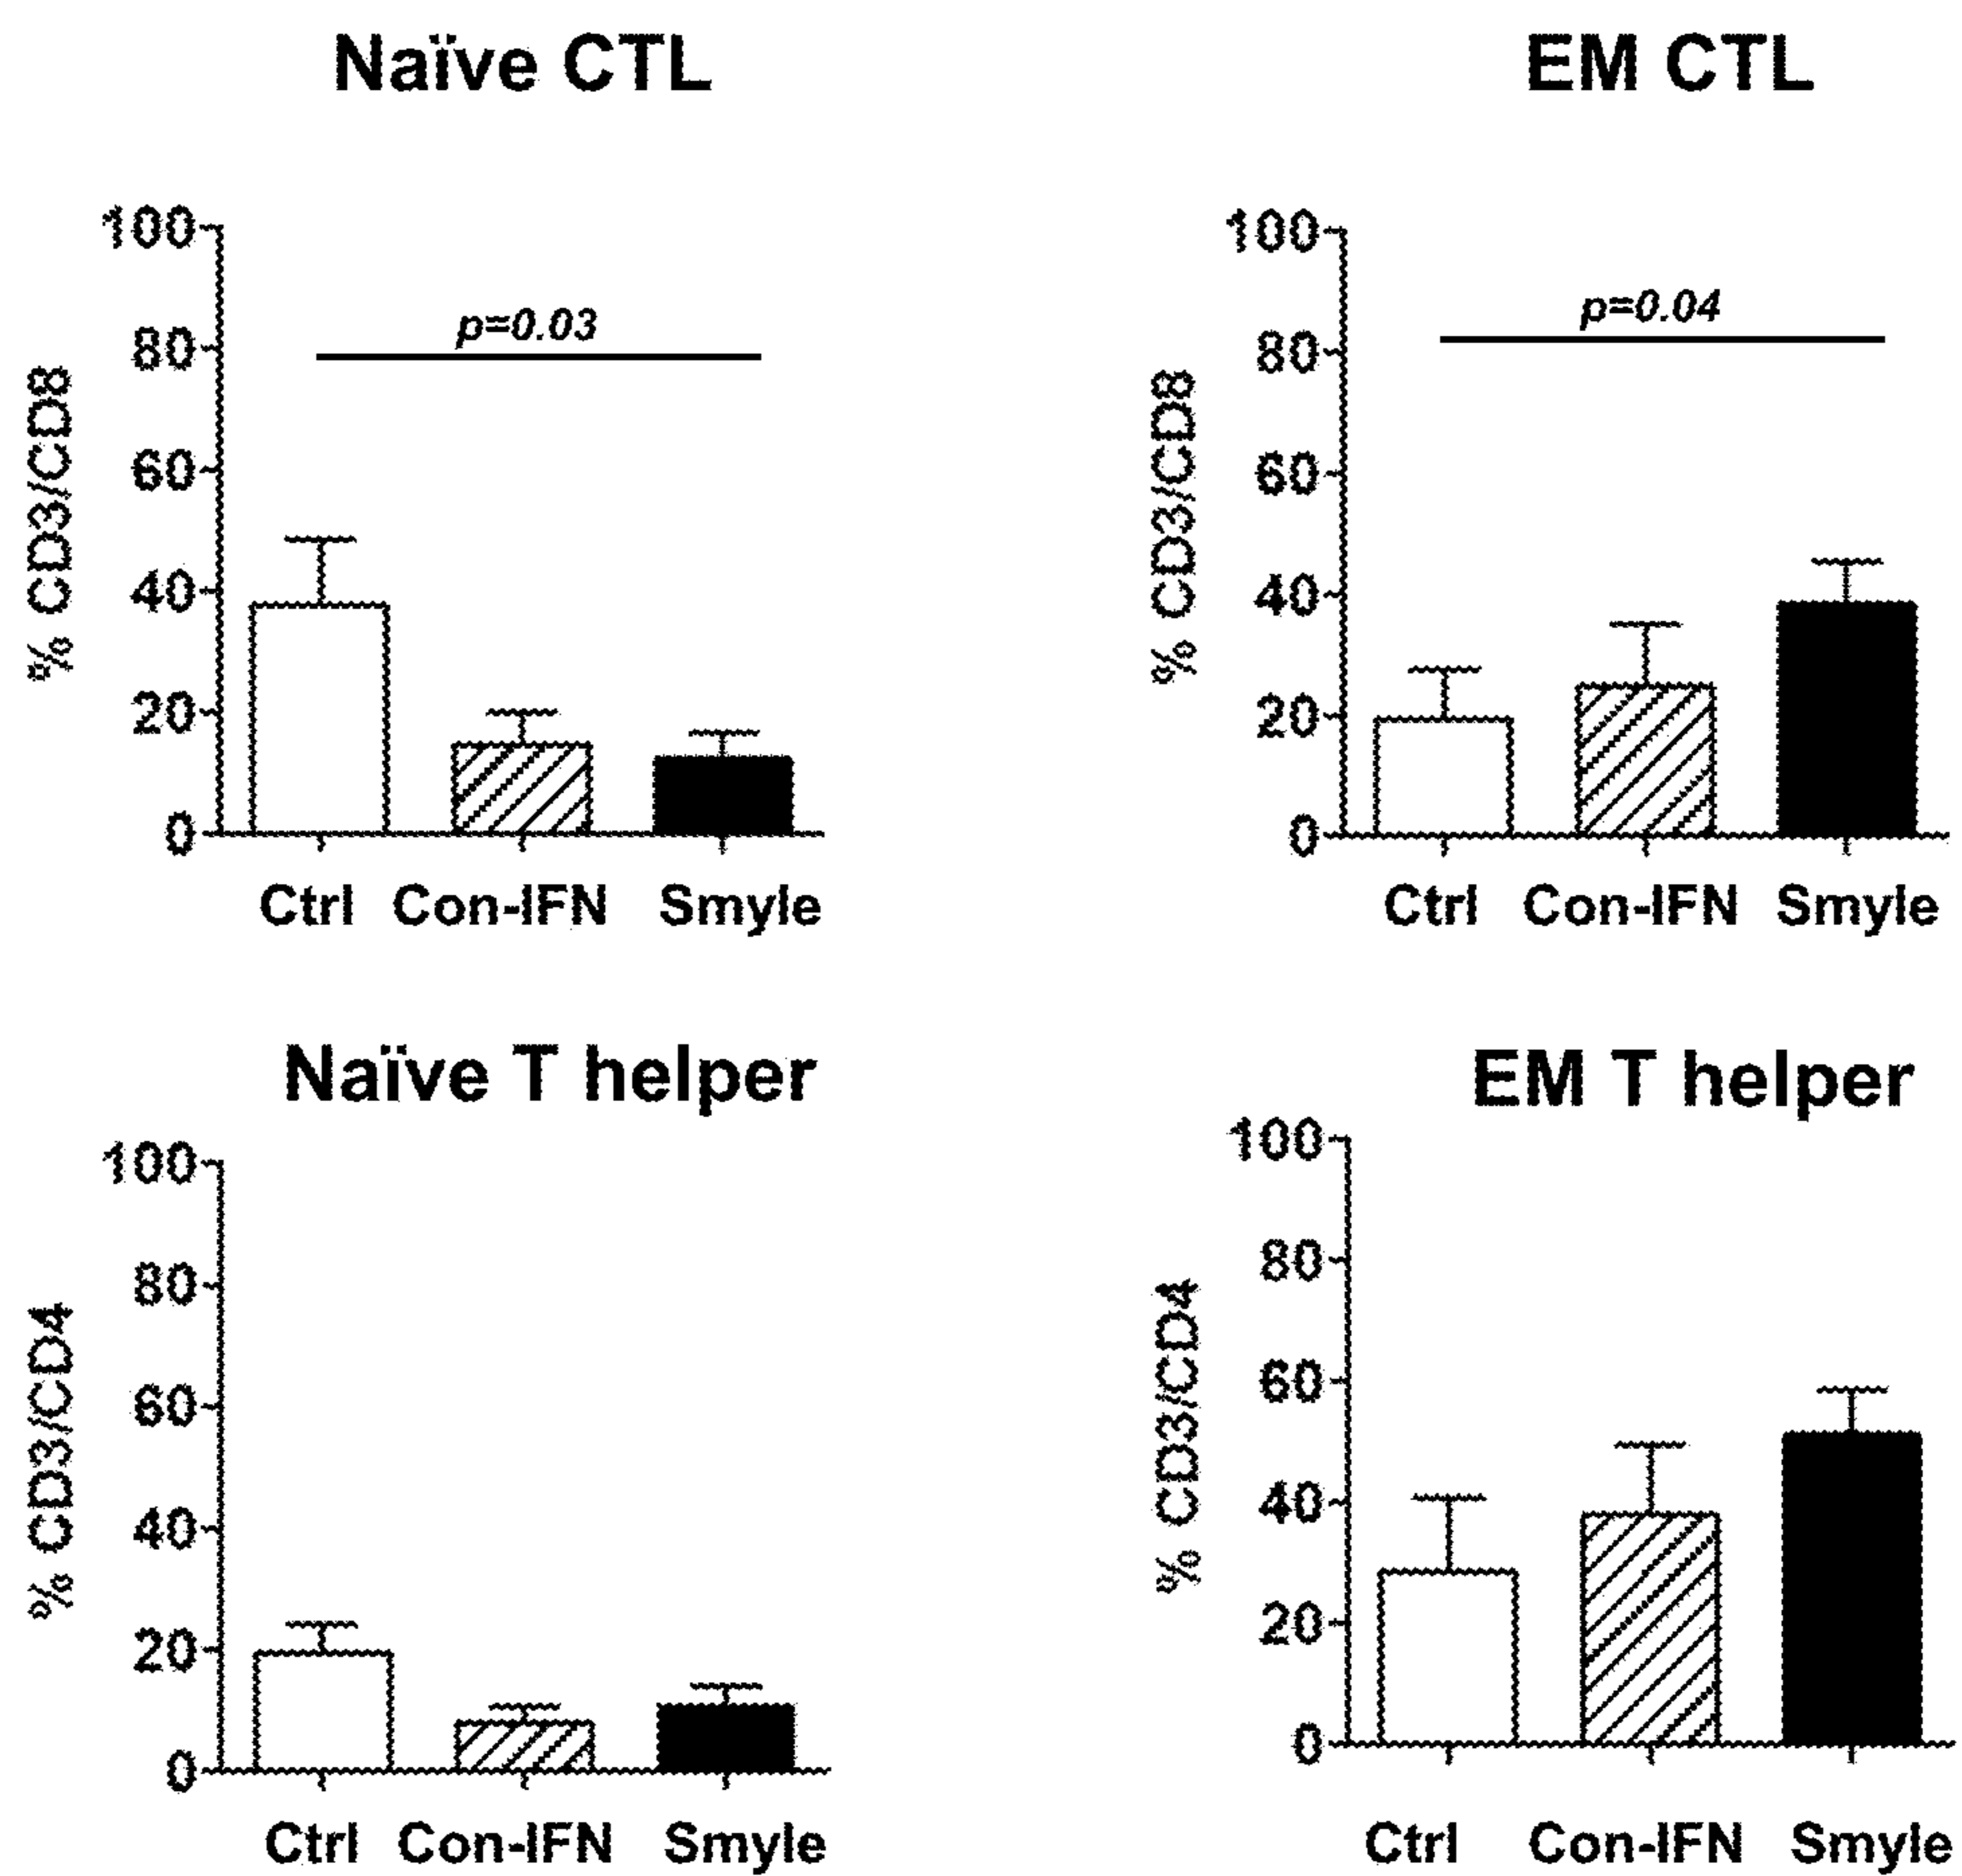 Naïve CTL
% CD3/CD8
100
80
60
40
20
0
p=0.03
Ctrl Con-IFN Smyle
EM CTL
% CD3/CD8
100
80
60
40
20
0
p=0.04
Ctrl Con-IFN Smyle
Naïve T helper
% CD3/CD4
100
80
60
40
20
0
Ctrl Con-IFN Smyle
EM T helper
% CD3/CD4
100
80
60
40
20
0
Ctrl Con-IFN Smyle